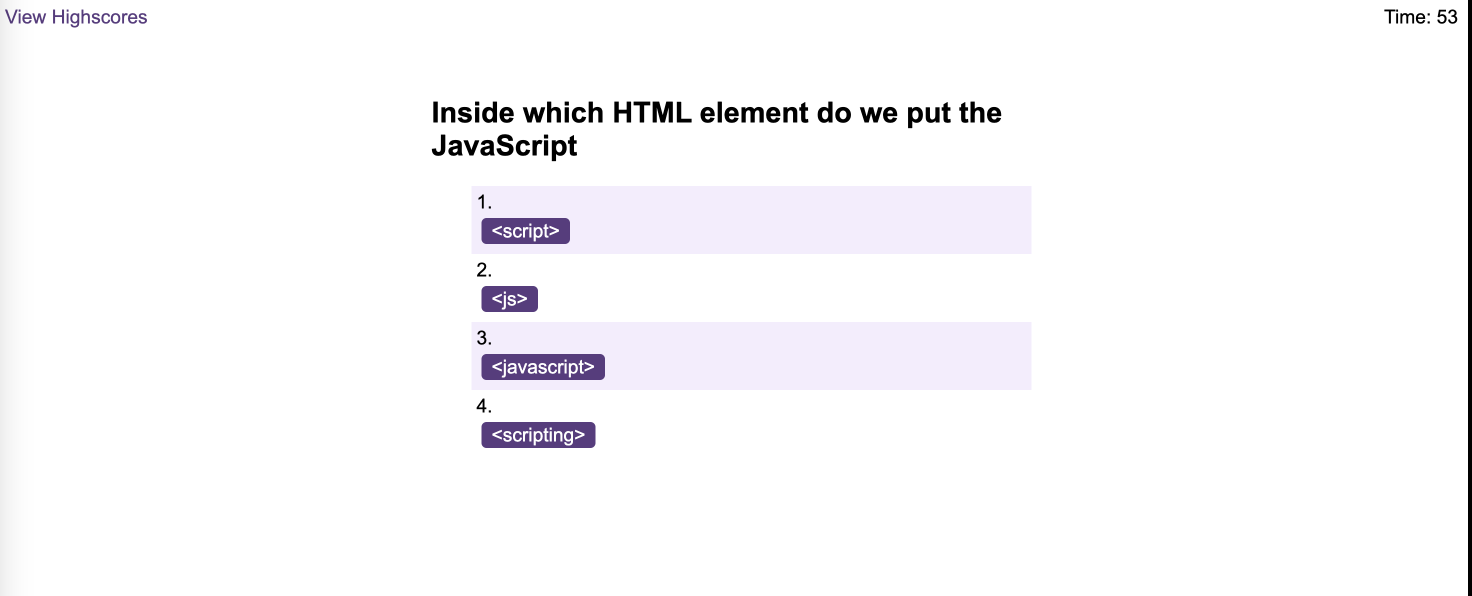 View Highscores
Time: 53
Inside which HTML element do we put the
JavaScript
1.
<script>
2.
<js>
3.
<javascript>
4.
<scripting>